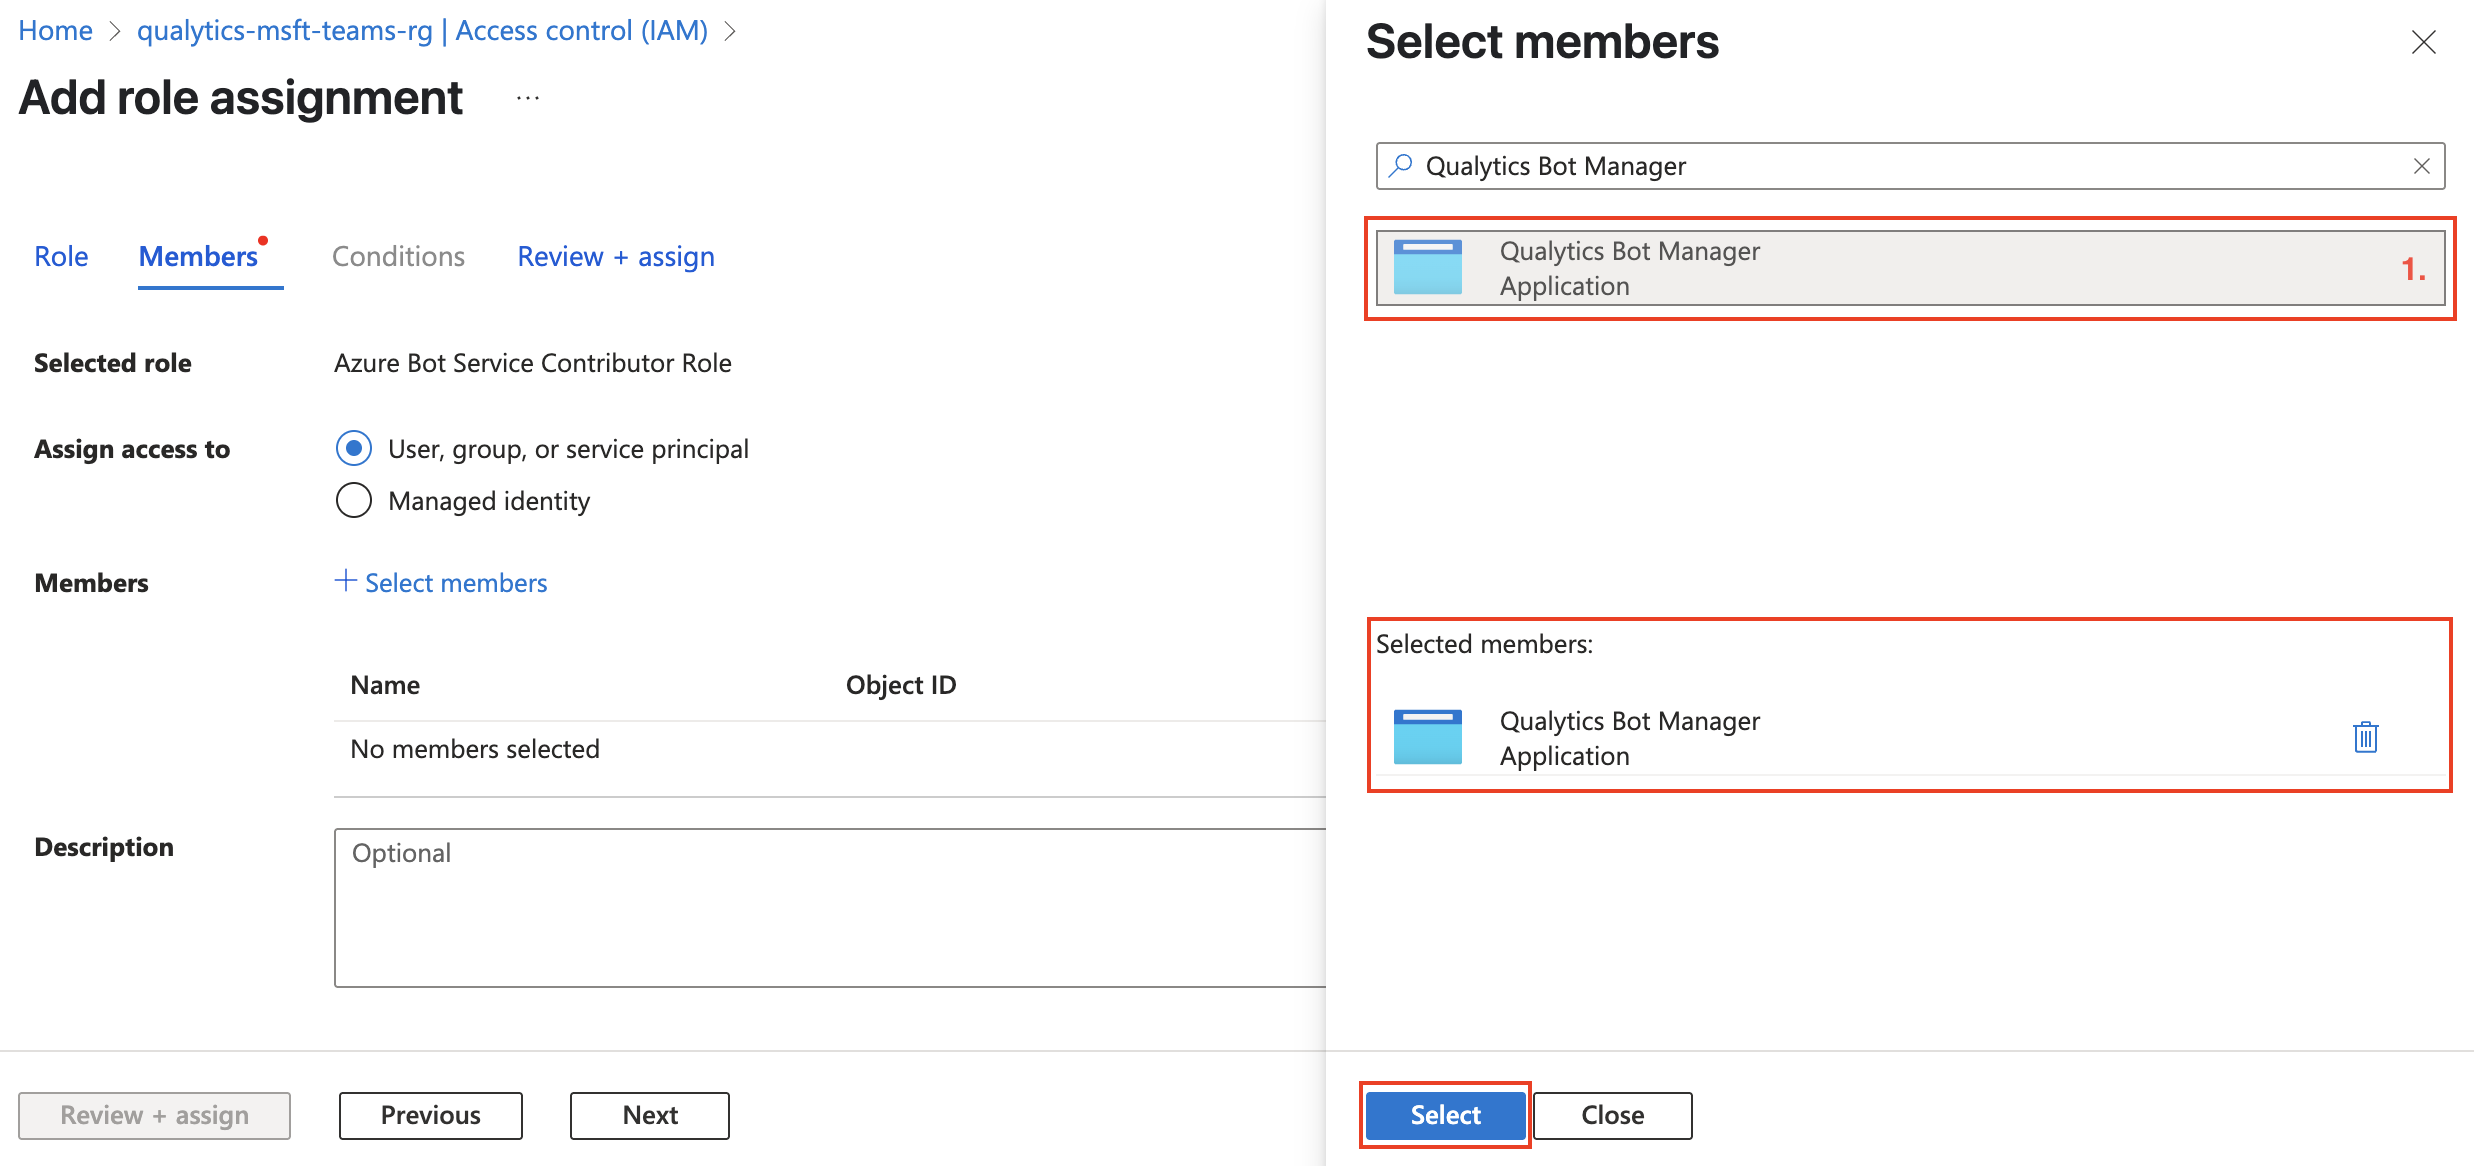 Home > qualytics-msft-teams-rg | Access control (IAM) >
Add role assignment ...
Role Members Conditions Review + assign
Selected role Azure Bot Service Contributor Role
Assign access to User, group, or service principal
Managed identity
Members + Select members
Name Object ID
No members selected
Description Optional
Review + assign Previous Next
Select members
Qualytics Bot Manager
Qualytics Bot Manager
Application
1.
Selected members:
Qualytics Bot Manager
Application
Select Close